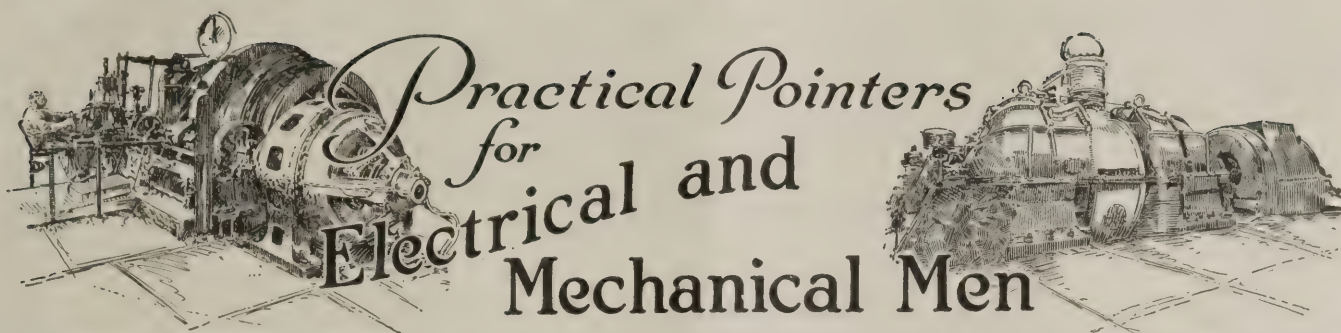 Practical Pointers
for
Electrical and
Mechanical Men